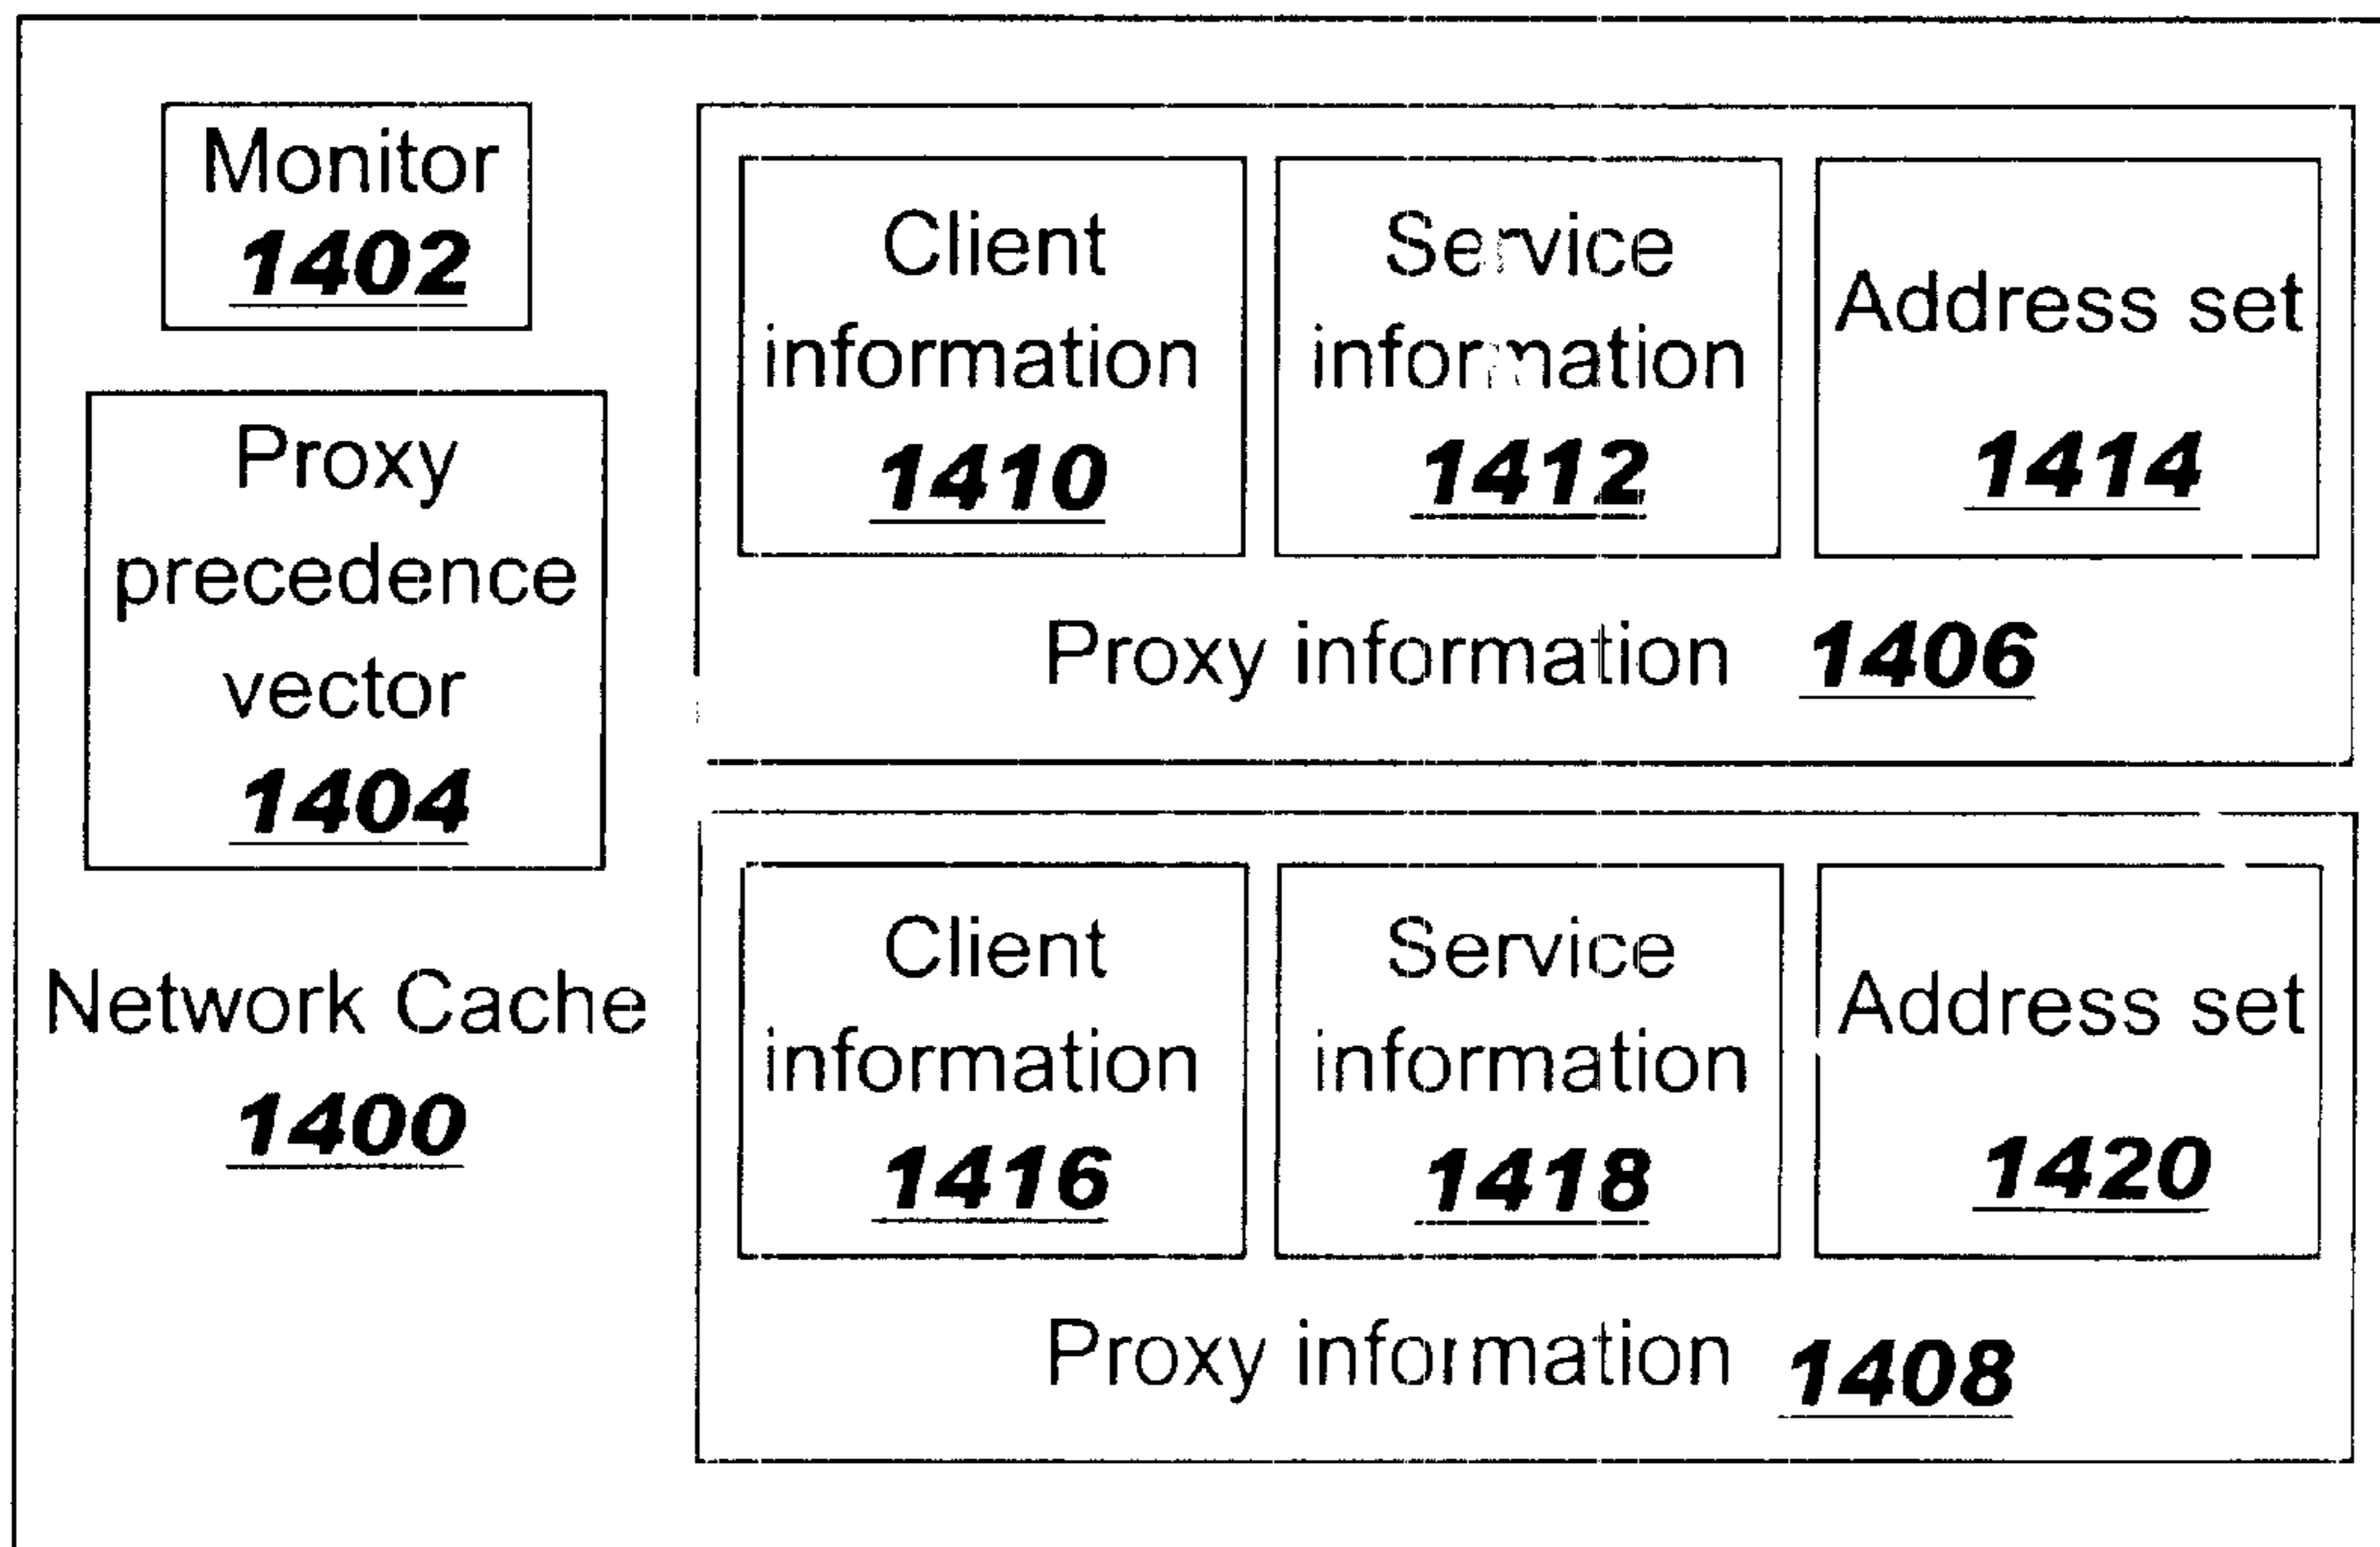 Monitor
1402
Proxy
precedence
vector
1404
Network Cache
1400
Client
information
1410
Service
information
1412
Address set
1414
Proxy information 1406
Client
information
1416
Service
information
1418
Address set
1420
Proxy information 1408